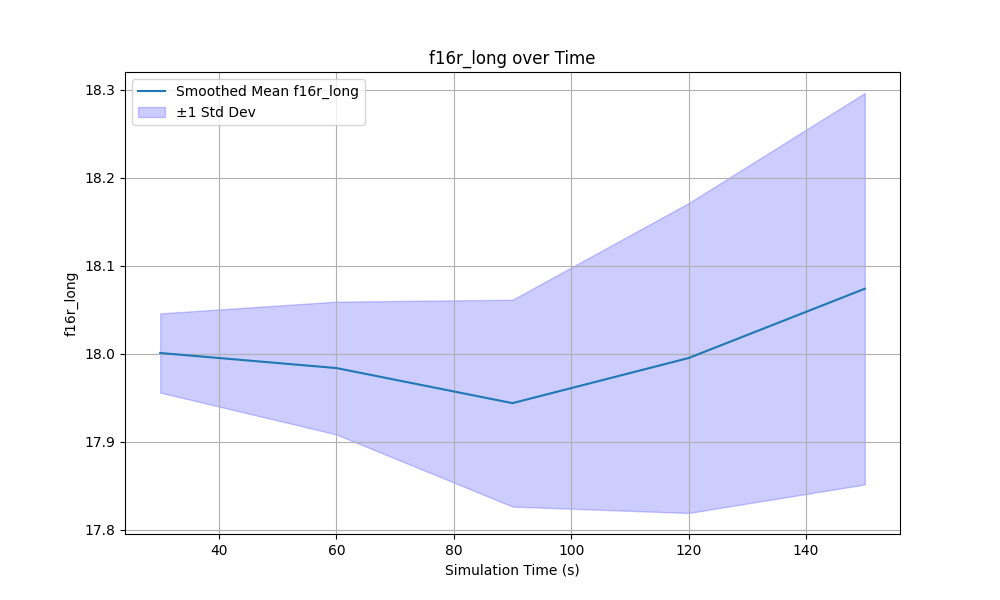 f16r_long over Time
Smoothed Mean f16r_long
±1 Std Dev
18.3
18.2
18.1
18.0
17.9
17.8
f16r_long
40 60 80 100 120 140
Simulation Time (s)